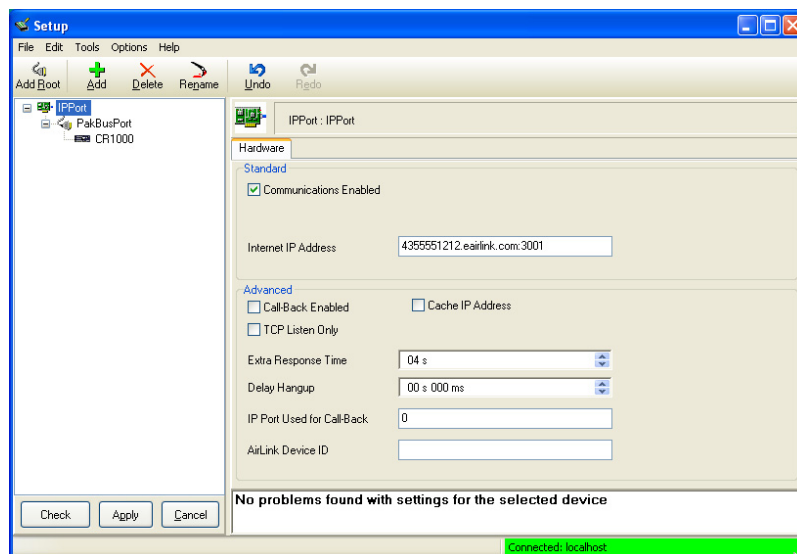 Setup
File Edit Tools Options Help
Add Root Add Delete Rename Undo Redo
IPPort
PakBusPort
CR1000
IPPort : IPPort
Hardware
Standard
Communications Enabled
Internet IP Address 4355551212.eairlink.com:3001
Advanced
Call-Back Enabled Cache IP Address
TCP Listen Only
Extra Response Time 04 s
Delay Hangup 00 s 000 ms
IP Port Used for Call-Back 0
AirLink Device ID
No problems found with settings for the selected device
Check Apply Cancel
Connected: localhost